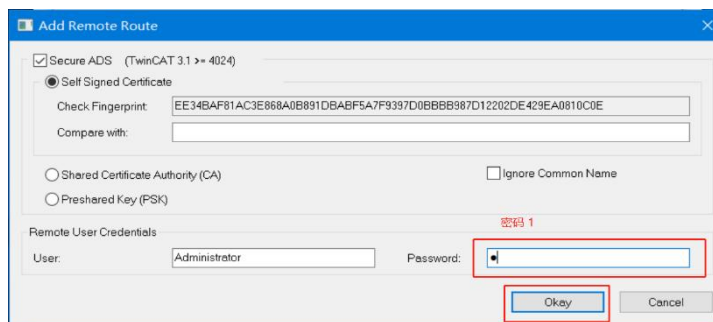 Add Remote Route
Secure ADS (TwinCAT 3.1 >= 4024)
Self Signed Certificate
Check Fingerprint: EE34BAF81AC3E868A0B891DBABF5A7F9397D0BBBB987D12202DE429EA0810C0E
Compare with:
Shared Certificate Authority (CA)
Ignore Common Name
Preshared Key (PSK)
密码 1
Remote User Credentials
User: Administrator Password: ●
Okay Cancel